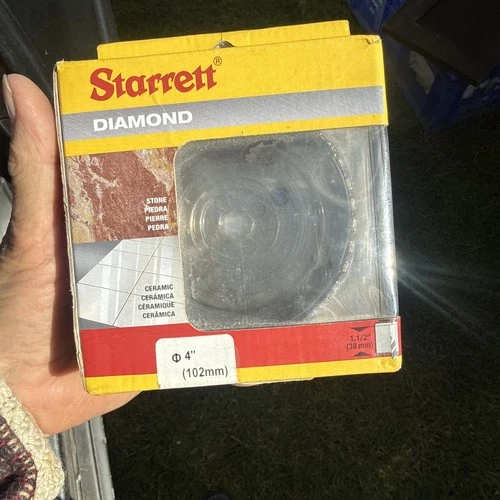 Starrett®
DIAMOND
STONE
PIEDRA
PIERRE
PEDRA
CERAMIC
CERÁMICA
CÉRAMIQUE
CERÂMICA
Φ 4"
(102mm)
1.1/2"
(38 mm)